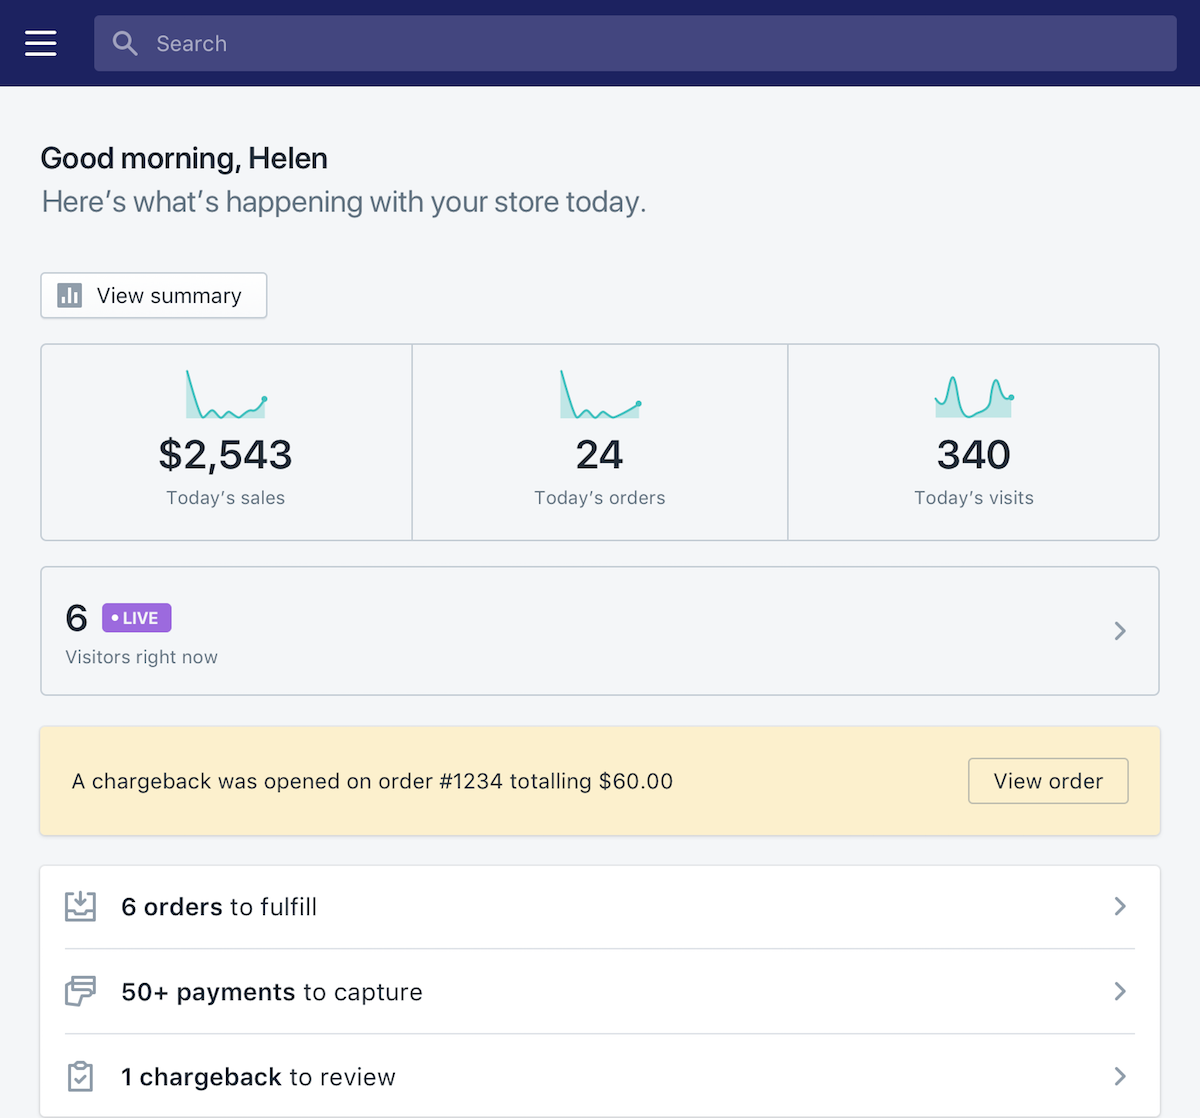 Search
Good morning, Helen
Here’s what’s happening with your store today.
View summary
$2,543
Today’s sales
24
Today’s orders
340
Today’s visits
6 • LIVE
Visitors right now
A chargeback was opened on order #1234 totalling $60.00
View order
6 orders to fulfill
50+ payments to capture
1 chargeback to review